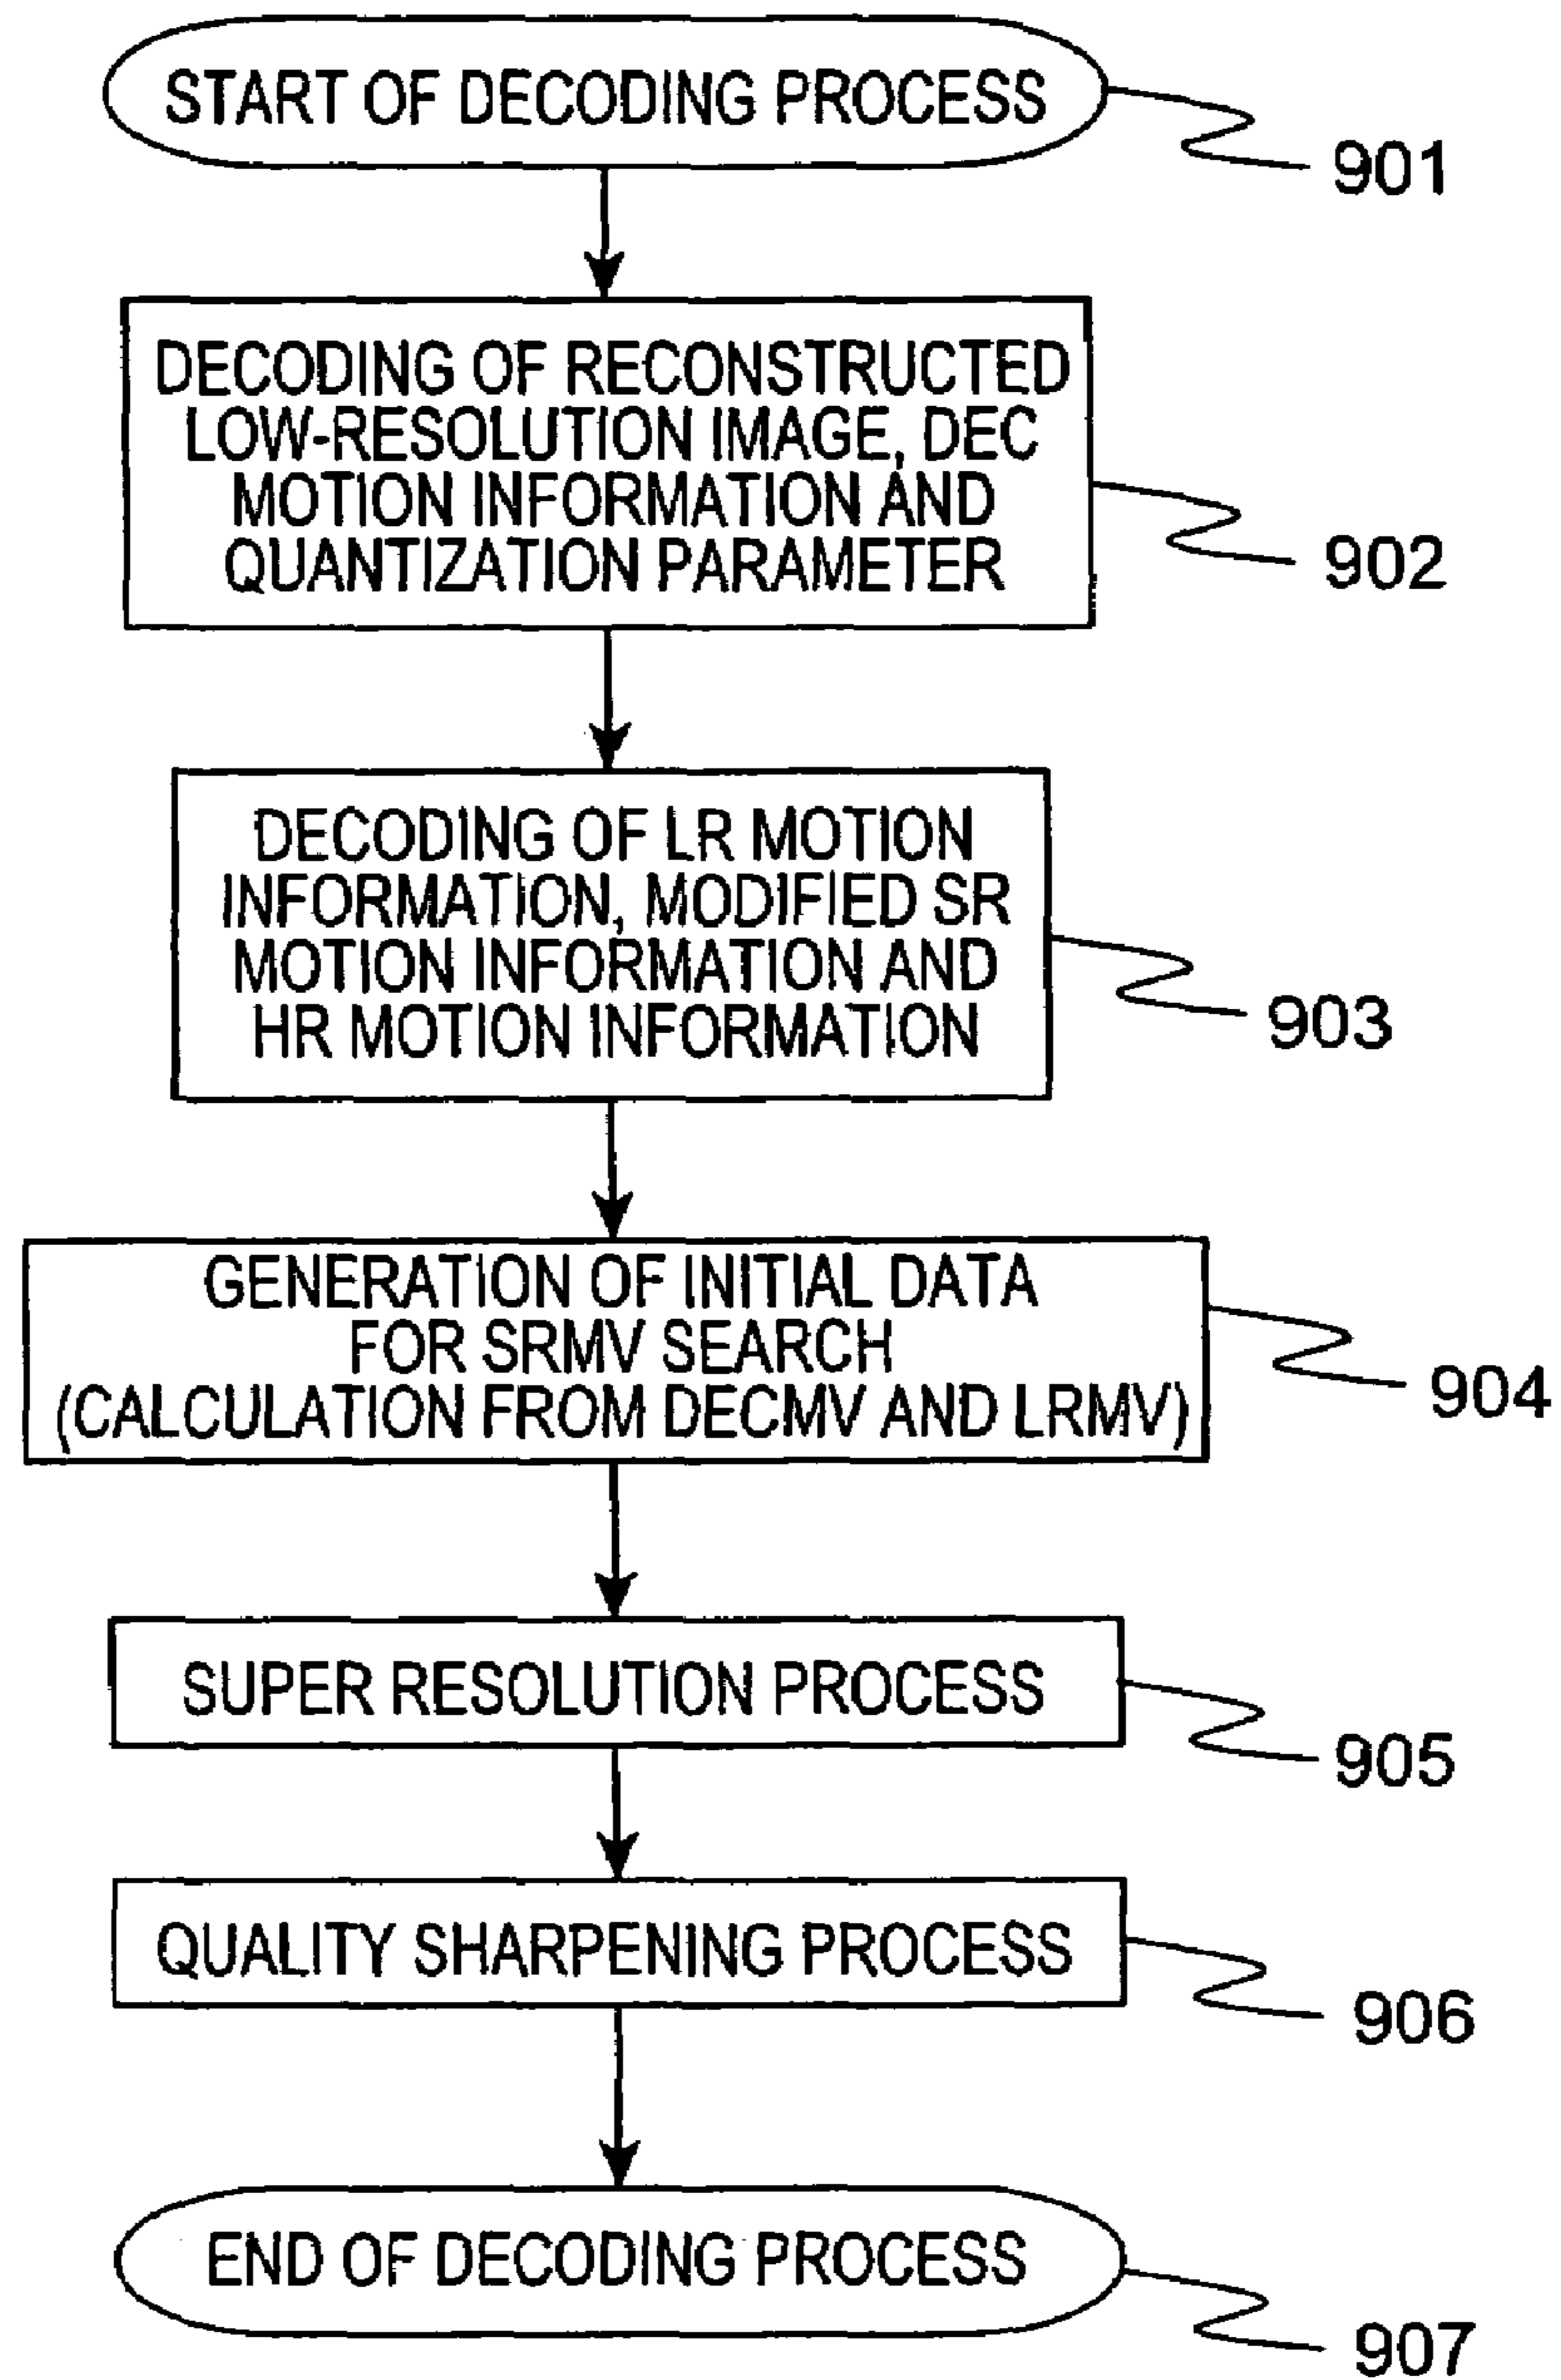 START OF DECODING PROCESS
901
DECODING OF RECONSTRUCTED
LOW-RESOLUTION IMAGE, DEC
MOTION INFORMATION AND
QUANTIZATION PARAMETER
902
DECODING OF LR MOTION
INFORMATION, MODIFIED SR
MOTION INFORMATION AND
HR MOTION INFORMATION
903
GENERATION OF INITIAL DATA
FOR SRMV SEARCH
(CALCULATION FROM DECMV AND LRMV)
904
SUPER RESOLUTION PROCESS
905
QUALITY SHARPENING PROCESS
906
END OF DECODING PROCESS
907